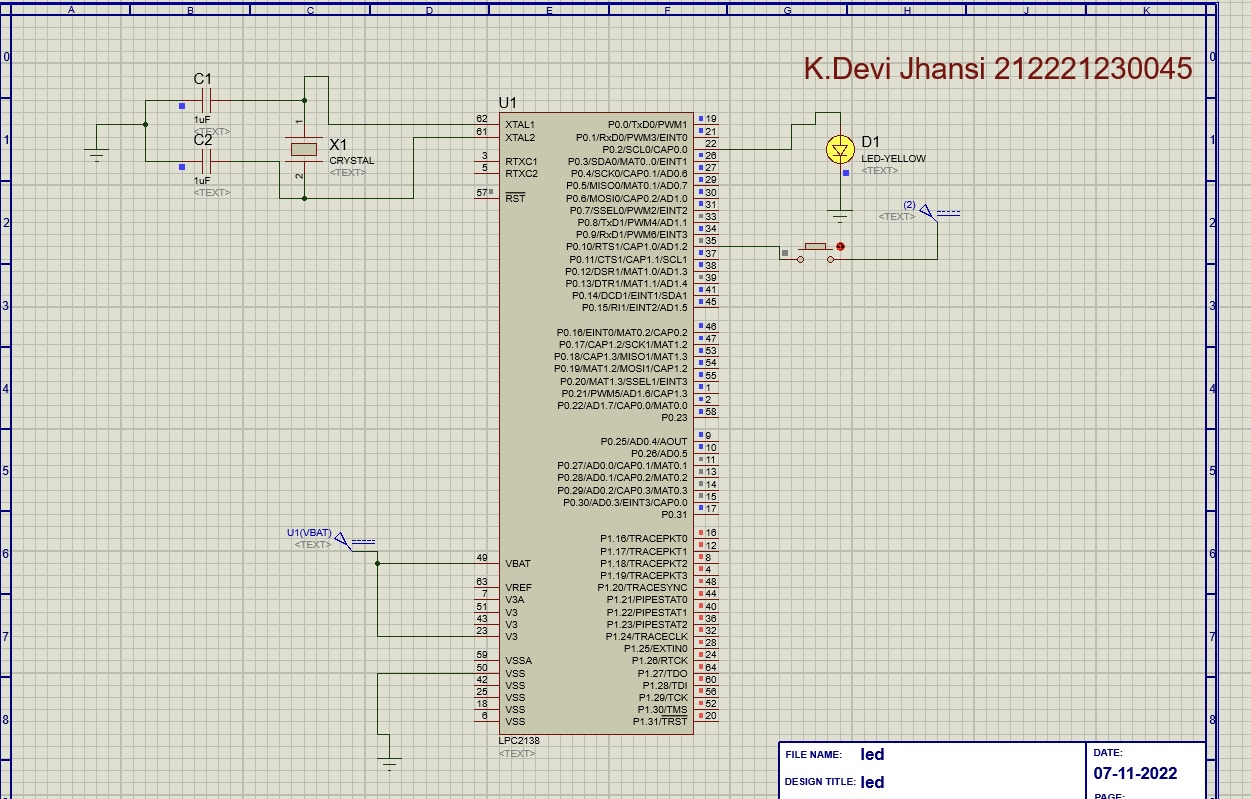 A B C D E F G H J K
K.Devi Jhansi 212221230045
C1
1uF
<TEXT>
C2
1uF
<TEXT>
1
X1
CRYSTAL
<TEXT>
2
U1
62 XTAL1
61 XTAL2
3 RTXC1
5 RTXC2
57 RST
P0.0/TxD0/PWM1 19
P0.1/RxD0/PWM3/EINT0 21
P0.2/SCL0/CAP0.0 22
P0.3/SDA0/MAT0..0/EINT1 26
P0.4/SCK0/CAP0.1/AD0.6 27
P0.5/MISO0/MAT0.1/AD0.7 29
P0.6/MOSI0/CAP0.2/AD1.0 30
P0.7/SSEL0/PWM2/EINT2 31
P0.8/TxD1/PWM4/AD1.1 33
P0.9/RxD1/PWM6/EINT3 34
P0.10/RTS1/CAP1.0/AD1.2 35
P0.11/CTS1/CAP1.1/SCL1 37
P0.12/DSR1/MAT1.0/AD1.3 38
P0.13/DTR1/MAT1.1/AD1.4 39
P0.14/DCD1/EINT1/SDA1 41
P0.15/RI1/EINT2/AD1.5 45
P0.16/EINT0/MAT0.2/CAP0.2 46
P0.17/CAP1.2/SCK1/MAT1.2 47
P0.18/CAP1.3/MISO1/MAT1.3 53
P0.19/MAT1.2/MOSI1/CAP1.2 54
P0.20/MAT1.3/SSEL1/EINT3 55
P0.21/PWM5/AD1.6/CAP1.3 1
P0.22/AD1.7/CAP0.0/MAT0.0 2
P0.23 58
P0.25/AD0.4/AOUT 9
P0.26/AD0.5 10
P0.27/AD0.0/CAP0.1/MAT0.1 11
P0.28/AD0.1/CAP0.2/MAT0.2 13
P0.29/AD0.2/CAP0.3/MAT0.3 14
P0.30/AD0.3/EINT3/CAP0.0 15
P0.31 17
P1.16/TRACEPKT0 16
P1.17/TRACEPKT1 12
P1.18/TRACEPKT2 8
P1.19/TRACEPKT3 4
P1.20/TRACESYNC 48
P1.21/PIPESTAT0 44
P1.22/PIPESTAT1 40
P1.23/PIPESTAT2 36
P1.24/TRACECLK 32
P1.25/EXTIN0 28
P1.26/RTCK 24
P1.27/TDO 64
P1.28/TDI 60
P1.29/TCK 56
P1.30/TMS 52
P1.31/TRST 20
D1
LED-YELLOW
<TEXT>
(2)
<TEXT>
U1(VBAT)
<TEXT>
49 VBAT
63 VREF
7 V3A
51 V3
43 V3
23 V3
59 VSSA
50 VSS
42 VSS
25 VSS
18 VSS
6 VSS
LPC2138
<TEXT>
0 0
1 1
2 2
3 3
4 4
5 5
6 6
7 7
8 8
FILE NAME: led
DESIGN TITLE: led
DATE:
07-11-2022
PAGE: